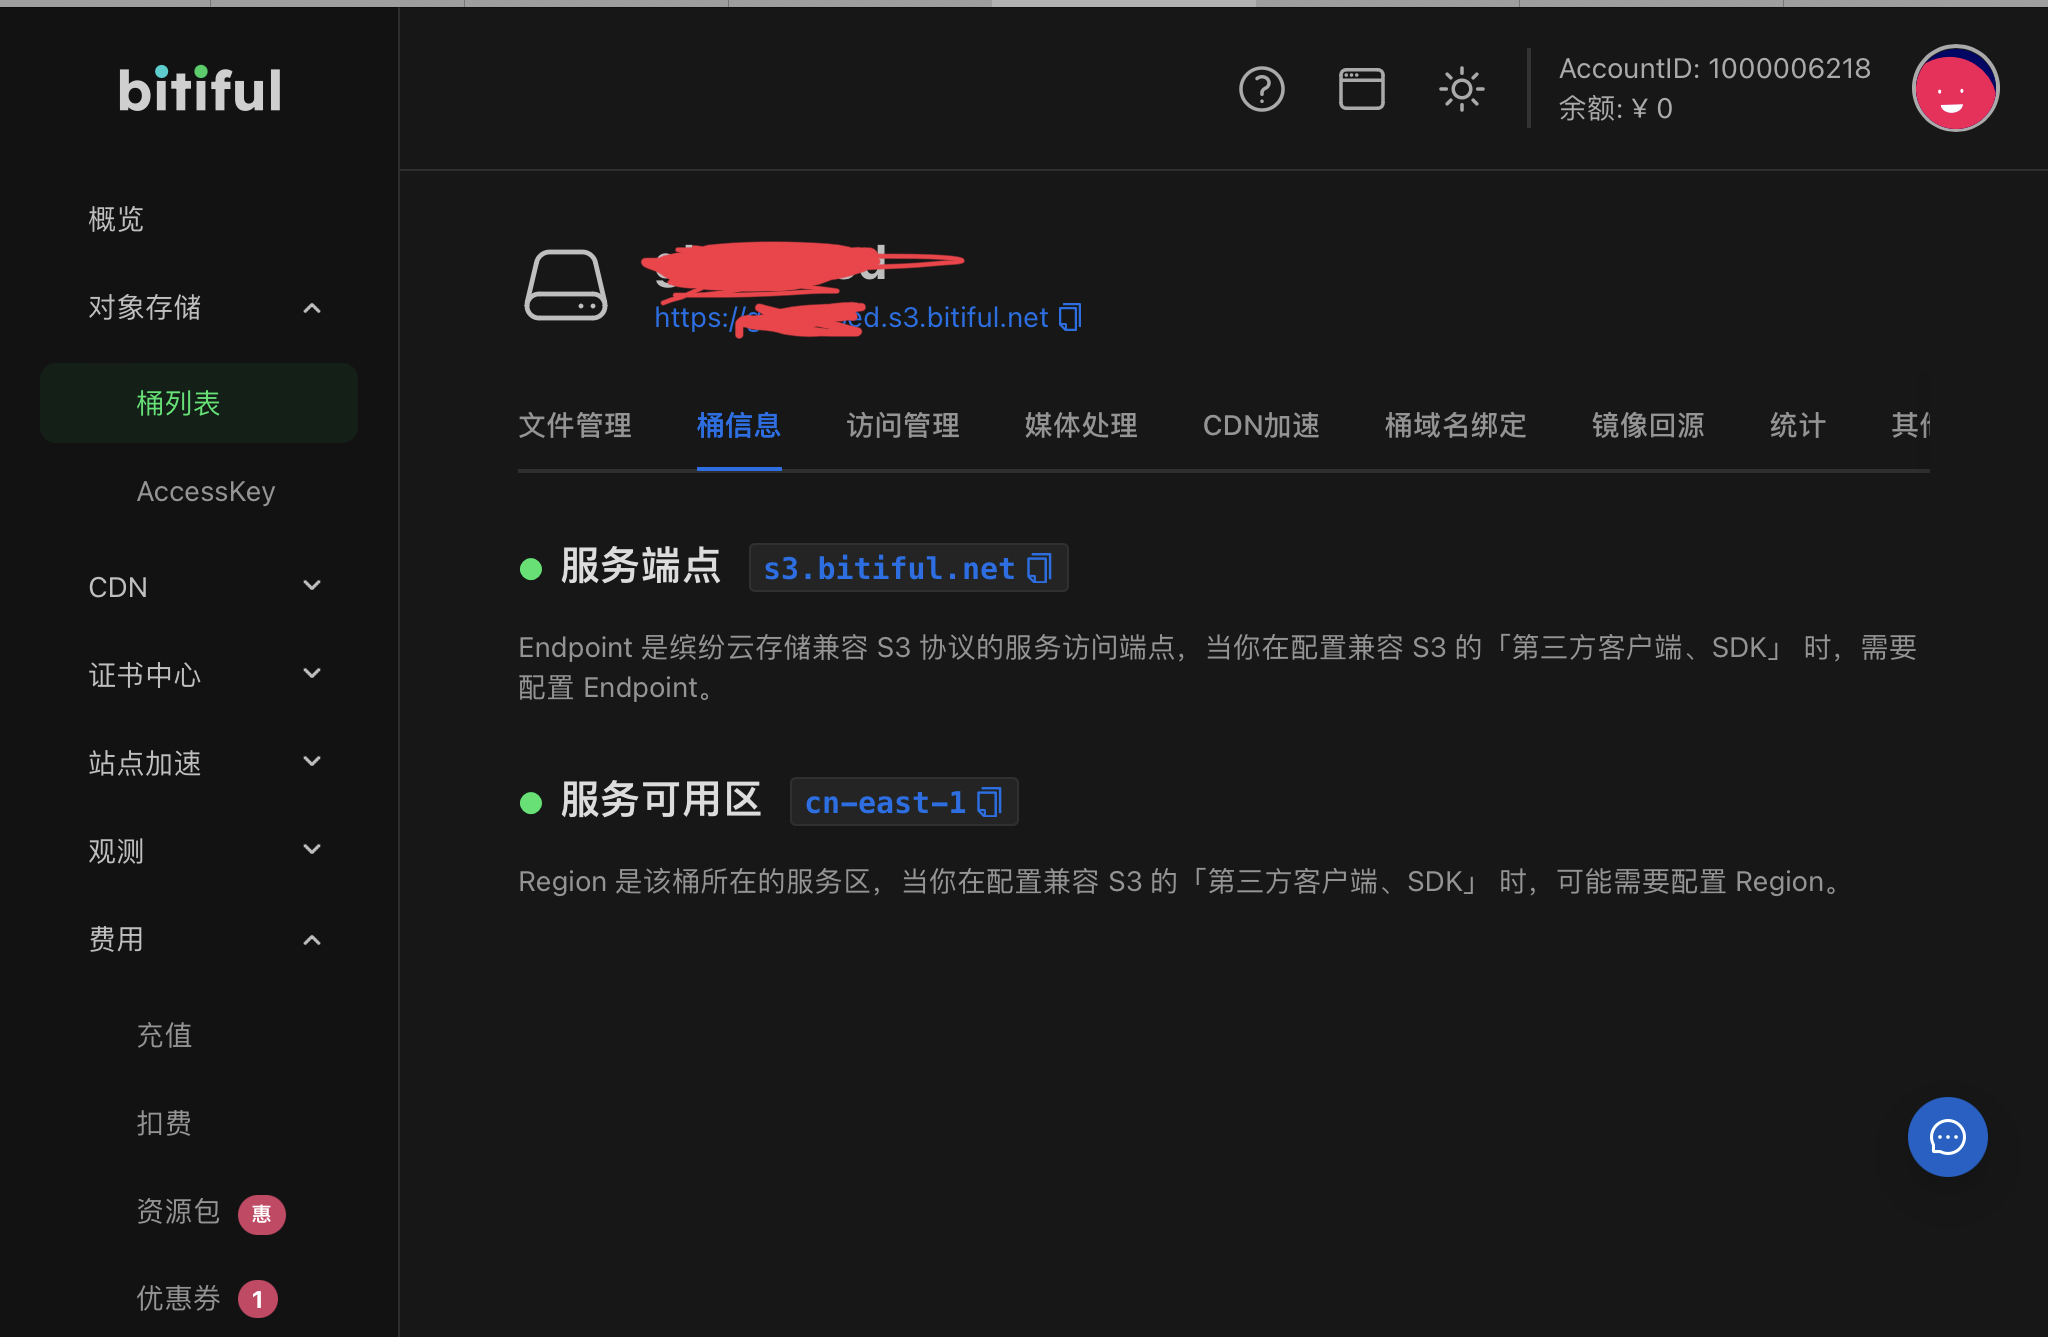 bitiful
AccountID: 1000006218
余额: ¥ 0
概览
对象存储
桶列表
AccessKey
CDN
证书中心
站点加速
观测
费用
充值
扣费
资源包 惠
优惠券 1
https://ed.s3.bitiful.net
文件管理 桶信息 访问管理 媒体处理 CDN加速 桶域名绑定 镜像回源 统计 其
服务端点 s3.bitiful.net
Endpoint 是缤纷云存储兼容 S3 协议的服务访问端点，当你在配置兼容 S3 的「第三方客户端、SDK」 时，需要
配置 Endpoint。
服务可用区 cn-east-1
Region 是该桶所在的服务区，当你在配置兼容 S3 的「第三方客户端、SDK」 时，可能需要配置 Region。